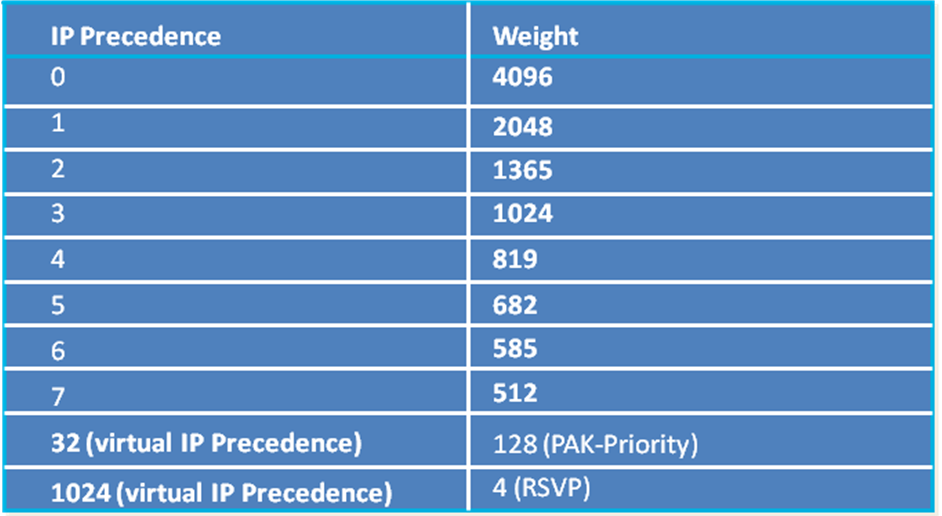 IP Precedence Weight
0 4096
1 2048
2 1365
3 1024
4 819
5 682
6 585
7 512
32 (virtual IP Precedence) 128 (PAK-Priority)
1024 (virtual IP Precedence) 4 (RSVP)